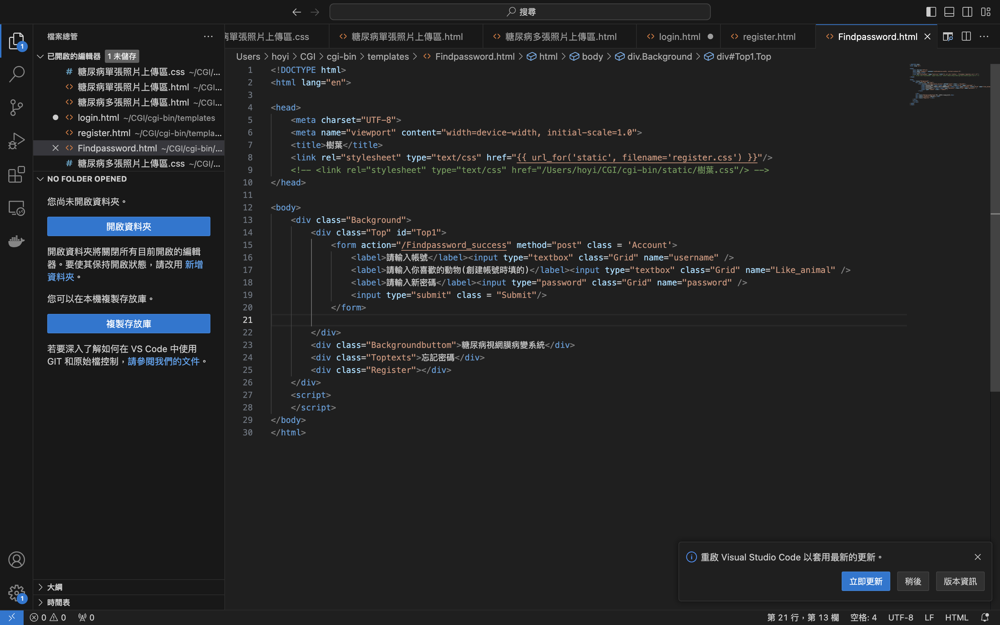 搜尋
檔案總管
已開啟的編輯器 1 未儲存
# 糖尿病單張照片上傳區.css ~/CGI/...
<> 糖尿病單張照片上傳區.html ~/CGI...
<> 糖尿病多張照片上傳區.html ~/CGI...
<> login.html ~/CGI/cgi-bin/templates
<> register.html ~/CGI/cgi-bin/templa...
<> Findpassword.html ~/CGI/cgi-bin/...
# 糖尿病多張照片上傳區.css ~/CGI/...
NO FOLDER OPENED
您尚未開啟資料夾。
開啟資料夾
開啟資料夾將關閉所有目前開啟的編輯
器。要使其保持開啟狀態，請改用 新增
資料夾。
您可以在本機複製存放庫。
複製存放庫
若要深入了解如何在 VS Code 中使用
GIT 和原始檔控制，請參閱我們的文件。
大綱
時間表
病單張照片上傳區.css <> 糖尿病單張照片上傳區.html <> 糖尿病多張照片上傳區.html <> login.html <> register.html <> Findpassword.html
Users > hoyi > CGI > cgi-bin > templates > <> Findpassword.html > html > body > div.Background > div#Top1.Top
1 <!DOCTYPE html>
2 <html lang="en">
3
4 <head>
5 <meta charset="UTF-8">
6 <meta name="viewport" content="width=device-width, initial-scale=1.0">
7 <title>樹葉</title>
8 <link rel="stylesheet" type="text/css" href="{{ url_for('static', filename='register.css') }}"/>
9 <!-- <link rel="stylesheet" type="text/css" href="/Users/hoyi/CGI/cgi-bin/static/樹葉.css"/> -->
10 </head>
11
12 <body>
13 <div class="Background">
14 <div class="Top" id="Top1">
15 <form action="/Findpassword_success" method="post" class = 'Account'>
16 <label>請輸入帳號</label><input type="textbox" class="Grid" name="username" />
17 <label>請輸入你喜歡的動物(創建帳號時填的)</label><input type="textbox" class="Grid" name="Like_animal" />
18 <label>請輸入新密碼</label><input type="password" class="Grid" name="password" />
19 <input type="submit" class = "Submit"/>
20 </form>
21
22 </div>
23 <div class="Backgroundbuttom">糖尿病視網膜病變系統</div>
24 <div class="Toptexts">忘記密碼</div>
25 <div class="Register"></div>
26 </div>
27 <script>
28 </script>
29 </body>
30 </html>
重啟 Visual Studio Code 以套用最新的更新。
立即更新 稍後 版本資訊
1
1
0 0 0
第 21 行，第 13 欄 空格: 4 UTF-8 LF HTML